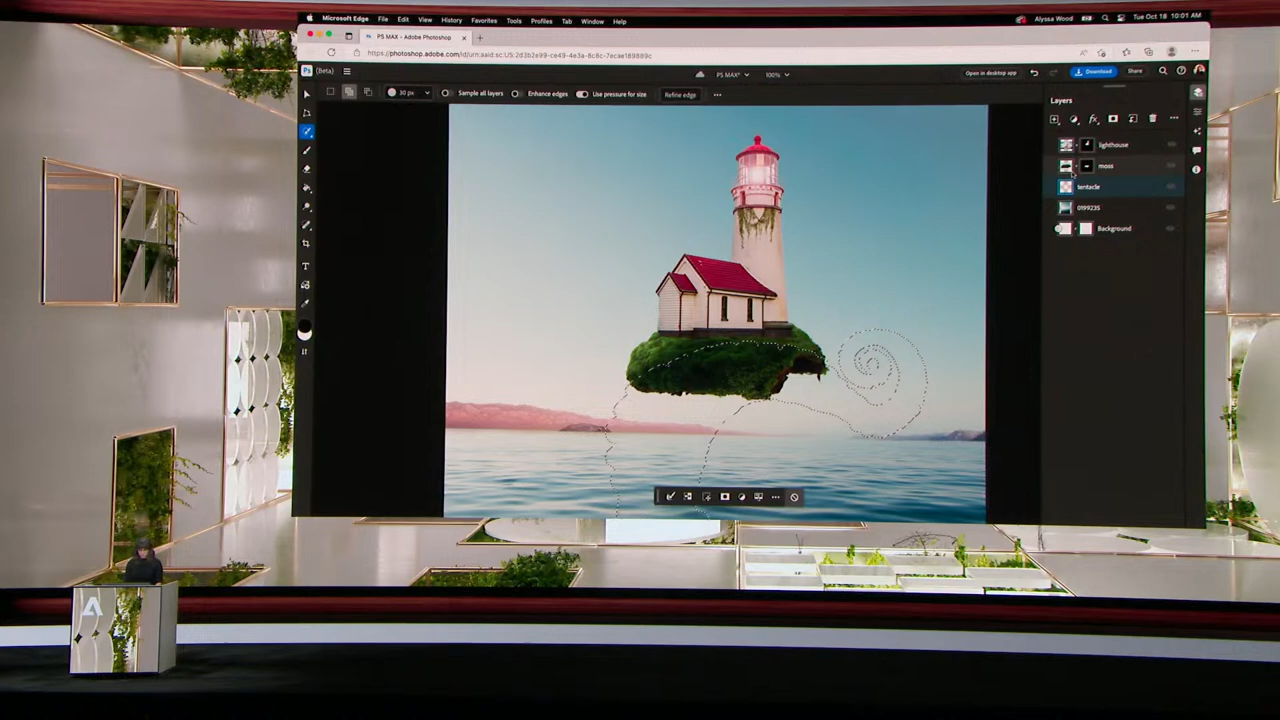 Microsoft Edge File Edit View History Favorites Tools Profiles Tab Window Help Alyssa Wood Tue Oct 18 10:01 AM
PS MAX - Adobe Photoshop
Ps (Beta) PS MAX* 100% Open in desktop app Download Share
30 px Sample all layers Enhance edges Use pressure for size Refine edge
Layers
lighthouse
moss
tentacle
0199235
Background